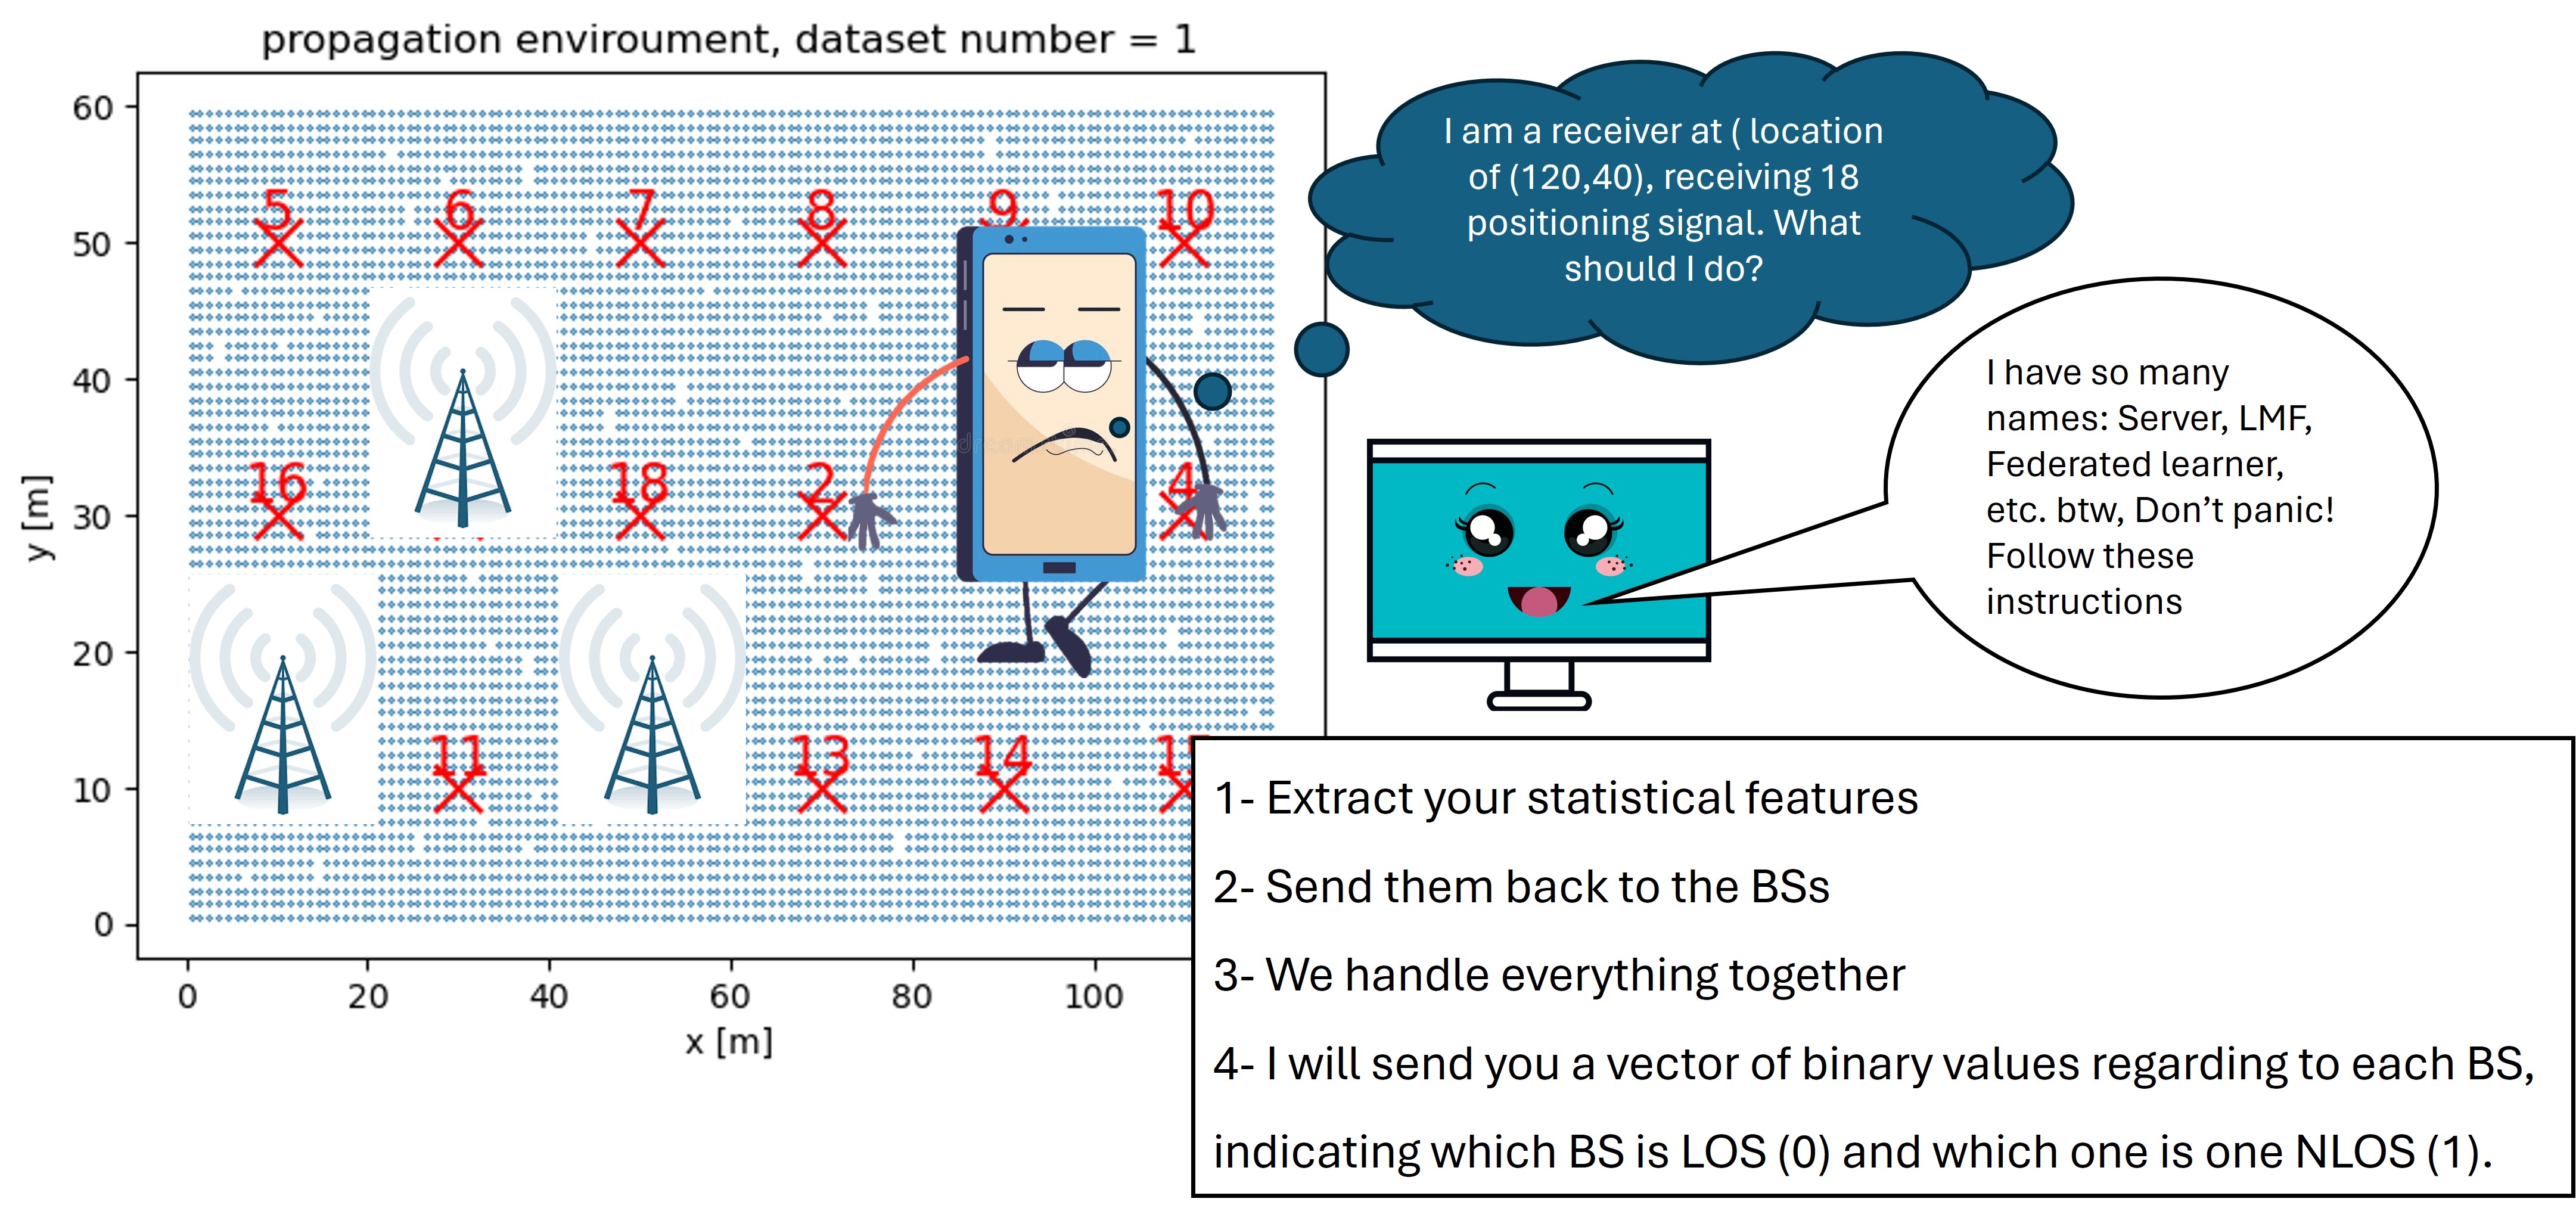 propagation enviroument, dataset number = 1
60
50
40
30
20
10
0
y [m]
5 6 7 8 9 10
16 18 2 4
11 13 14
0 20 40 60 80 100
x [m]
I am a receiver at ( location
of (120,40), receiving 18
positioning signal. What
should I do?
I have so many
names: Server, LMF,
Federated learner,
etc. btw, Don’t panic!
Follow these
instructions
1- Extract your statistical features
2- Send them back to the BSs
3- We handle everything together
4- I will send you a vector of binary values regarding to each BS,
indicating which BS is LOS (0) and which one is one NLOS (1).